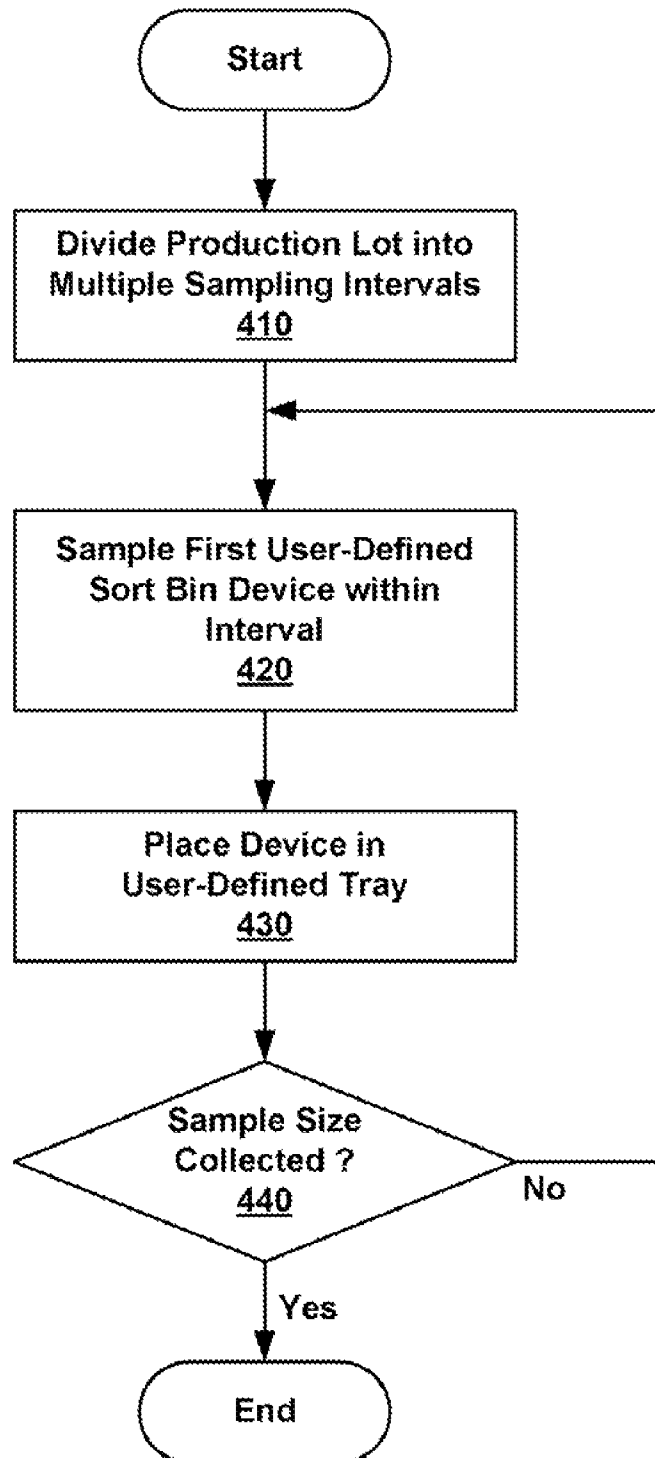 Start
Divide Production Lot into
Multiple Sampling Intervals
410
Sample First User-Defined
Sort Bin Device within
Interval
420
Place Device in
User-Defined Tray
430
Sample Size
Collected ?
440
No
Yes
End